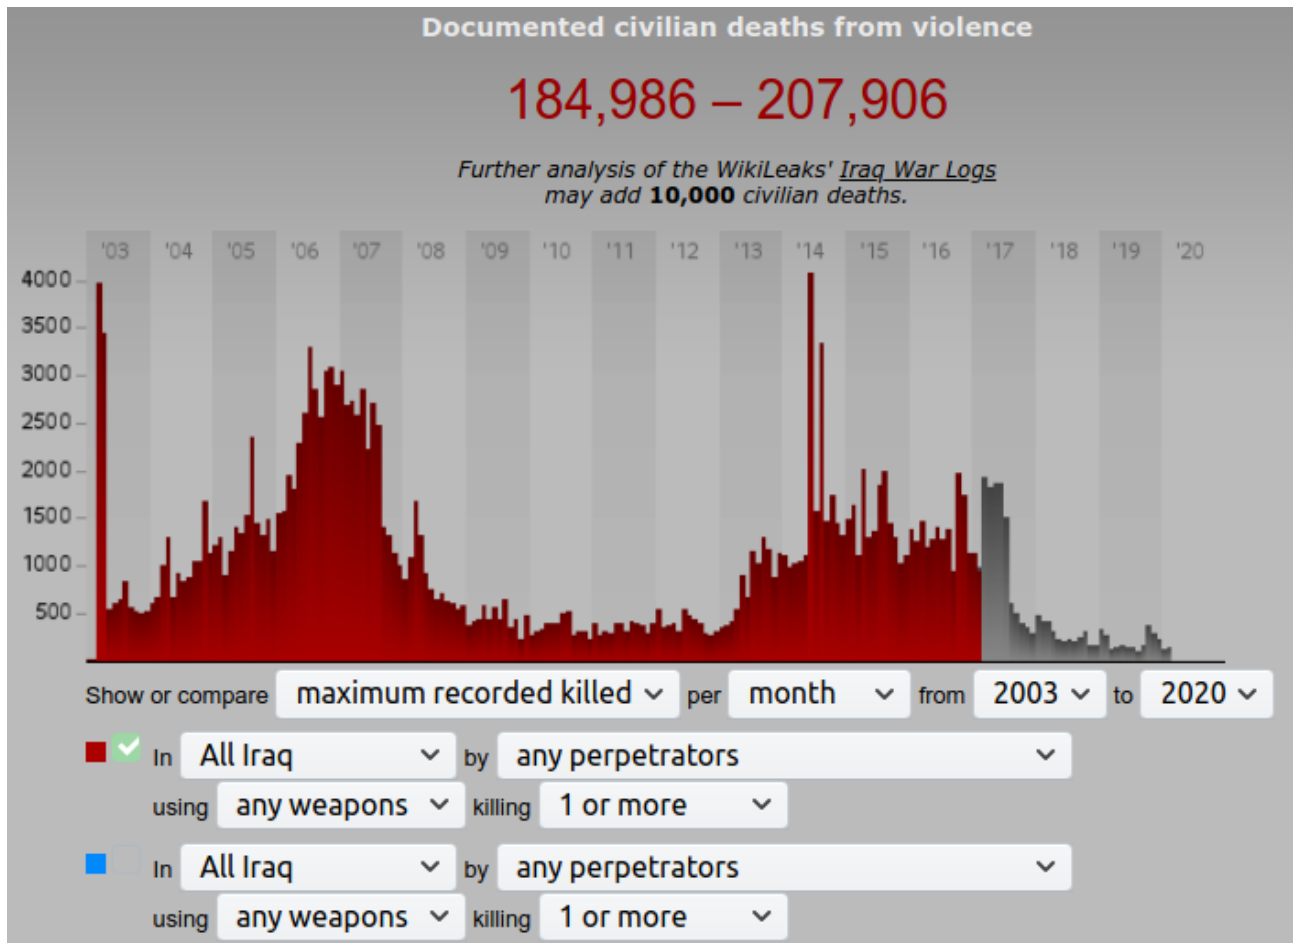 Documented civilian deaths from violence
184,986 – 207,906
Further analysis of the WikiLeaks' Iraq War Logs
may add 10,000 civilian deaths.
'03 '04 '05 '06 '07 '08 '09 '10 '11 '12 '13 '14 '15 '16 '17 '18 '19 '20
4000
3500
3000
2500
2000
1500
1000
500
Show or compare maximum recorded killed per month from 2003 to 2020
In All Iraq by any perpetrators
using any weapons killing 1 or more
In All Iraq by any perpetrators
using any weapons killing 1 or more